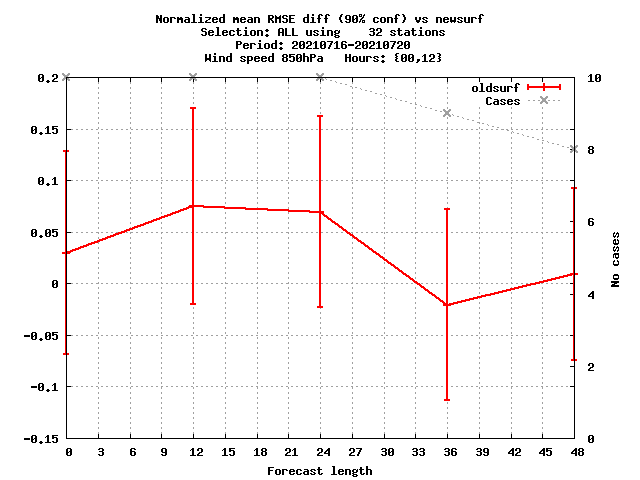 Normalized mean RMSE diff (90% conf) vs newsurf
Selection: ALL using    32 stations
Period: 20210716-20210720
Wind speed 850hPa   Hours: {00,12}
oldsurf
Cases
0.2
0.15
0.1
0.05
0
-0.05
-0.1
-0.15
10
8
6
4
2
0
No cases
0 3 6 9 12 15 18 21 24 27 30 33 36 39 42 45 48
Forecast length